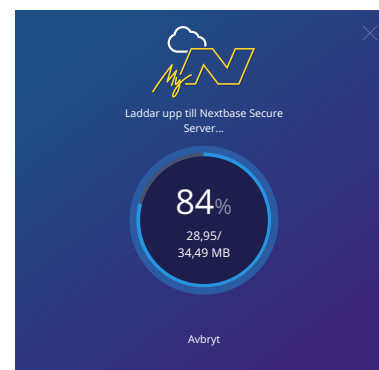 My N
Laddar upp till Nextbase Secure
Server...
84%
28,95/
34,49 MB
Avbryt